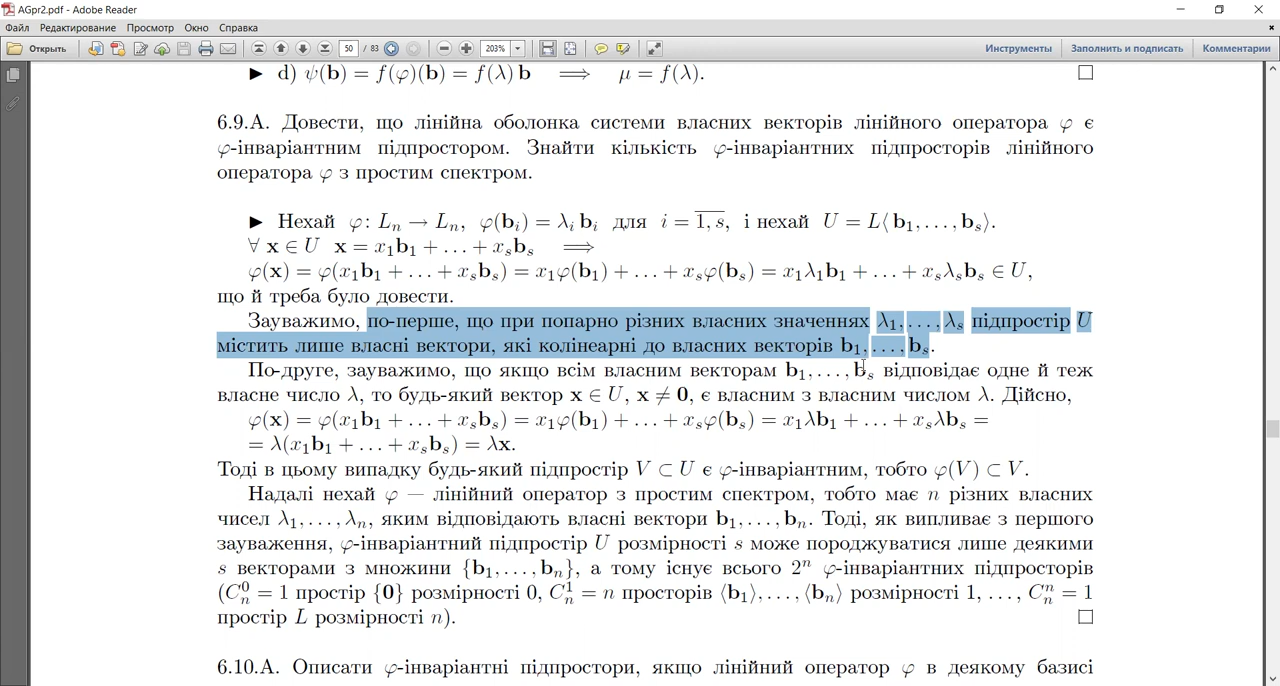 AGpr2.pdf - Adobe Reader
Файл Редактирование Просмотр Окно Справка
Открыть 50 / 83 203% Инструменты Заполнить и подписать Комментарии
► d) ψ(b) = f(φ)(b) = f(λ) b ⟹ μ = f(λ). □
6.9.A. Довести, що лінійна оболонка системи власних векторів лінійного оператора φ є
φ-інваріантним підпростором. Знайти кількість φ-інваріантних підпросторів лінійного
оператора φ з простим спектром.
► Нехай φ: Lₙ → Lₙ, φ(bᵢ) = λᵢ bᵢ для i = 1, s, і нехай U = L⟨b₁, . . . , bₛ⟩.
∀ x ∈ U x = x₁b₁ + . . . + xₛbₛ ⟹
φ(x) = φ(x₁b₁ + . . . + xₛbₛ) = x₁φ(b₁) + . . . + xₛφ(bₛ) = x₁λ₁b₁ + . . . + xₛλₛbₛ ∈ U,
що й треба було довести.
Зауважимо, по-перше, що при попарно різних власних значеннях λ₁, . . . , λₛ підпростір U
містить лише власні вектори, які колінеарні до власних векторів b₁, . . . , bₛ.
По-друге, зауважимо, що якщо всім власним векторам b₁, . . . , bₛ відповідає одне й теж
власне число λ, то будь-який вектор x ∈ U, x ≠ 0, є власним з власним числом λ. Дійсно,
φ(x) = φ(x₁b₁ + . . . + xₛbₛ) = x₁φ(b₁) + . . . + xₛφ(bₛ) = x₁λb₁ + . . . + xₛλbₛ =
= λ(x₁b₁ + . . . + xₛbₛ) = λx.
Тоді в цьому випадку будь-який підпростір V ⊂ U є φ-інваріантним, тобто φ(V) ⊂ V.
Надалі нехай φ — лінійний оператор з простим спектром, тобто має n різних власних
чисел λ₁, . . . , λₙ, яким відповідають власні вектори b₁, . . . , bₙ. Тоді, як випливає з першого
зауваження, φ-інваріантний підпростір U розмірності s може породжуватися лише деякими
s векторами з множини {b₁, . . . , bₙ}, а тому існує всього 2ⁿ φ-інваріантних підпросторів
(Cₙ⁰ = 1 простір {0} розмірності 0, Cₙ¹ = n просторів ⟨b₁⟩, . . . , ⟨bₙ⟩ розмірності 1, . . . , Cₙⁿ = 1
простір L розмірності n). □
6.10.A. Описати φ-інваріантні підпростори, якщо лінійний оператор φ в деякому базисі